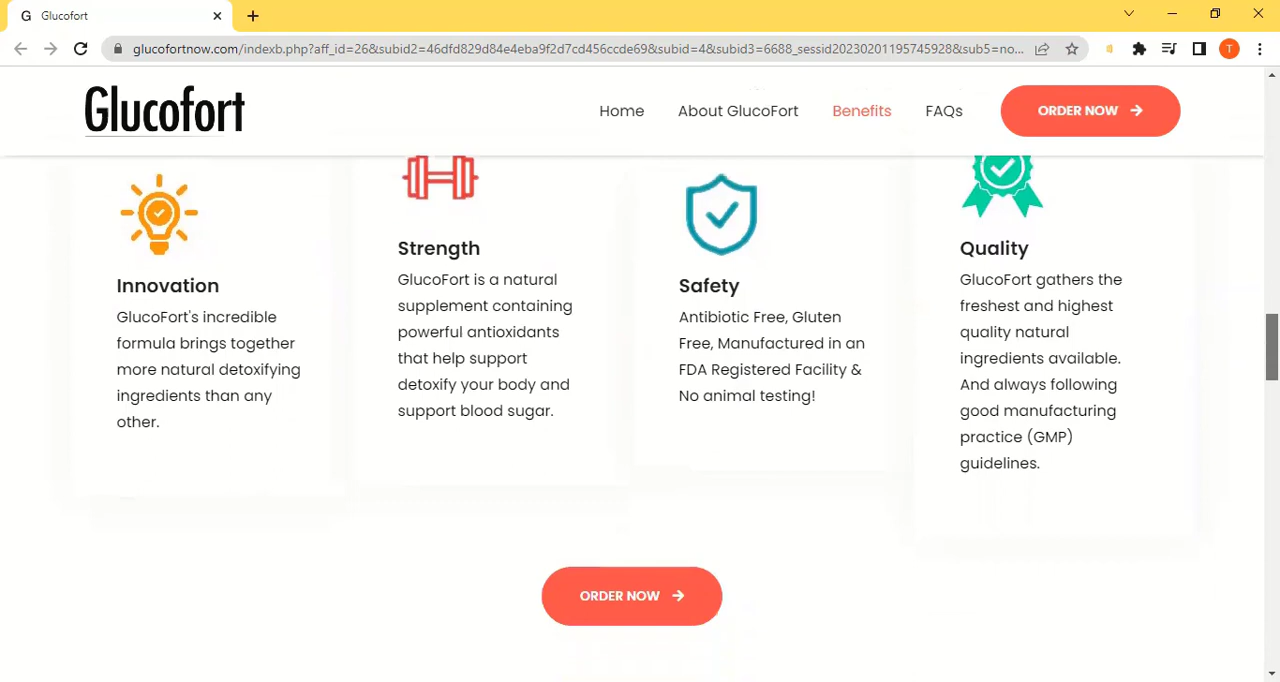 G Glucofort
glucofortnow.com/indexb.php?aff_id=26&subid2=46dfd829d84e4eba9f2d7cd456ccde69&subid=4&subid3=6688_sessid20230201195745928&sub5=no...
T
Glucofort
Home
About GlucoFort
Benefits
FAQs
ORDER NOW
Innovation
GlucoFort's incredible
formula brings together
more natural detoxifying
ingredients than any
other.
Strength
GlucoFort is a natural
supplement containing
powerful antioxidants
that help support
detoxify your body and
support blood sugar.
Safety
Antibiotic Free, Gluten
Free, Manufactured in an
FDA Registered Facility &
No animal testing!
Quality
GlucoFort gathers the
freshest and highest
quality natural
ingredients available.
And always following
good manufacturing
practice (GMP)
guidelines.
ORDER NOW